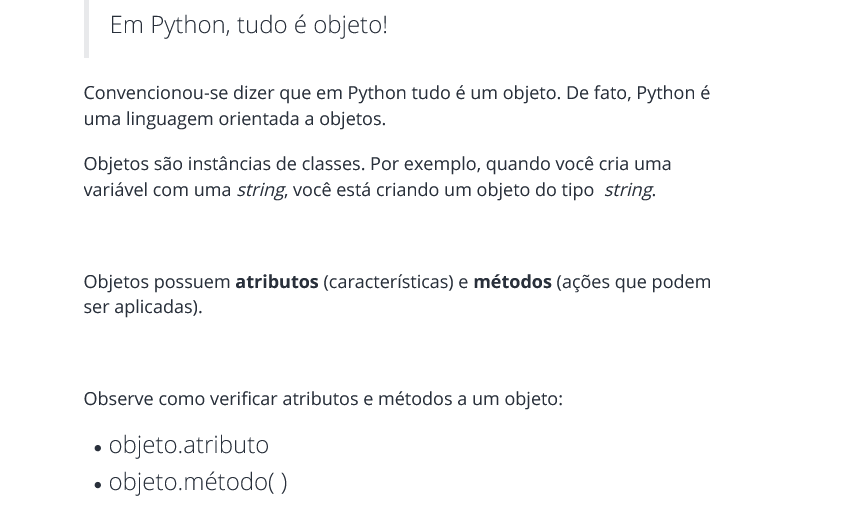 Em Python, tudo é objeto!
Convencionou-se dizer que em Python tudo é um objeto. De fato, Python é
uma linguagem orientada a objetos.
Objetos são instâncias de classes. Por exemplo, quando você cria uma
variável com uma string, você está criando um objeto do tipo string.
Objetos possuem atributos (características) e métodos (ações que podem
ser aplicadas).
Observe como verificar atributos e métodos a um objeto:
• objeto.atributo
• objeto.método( )